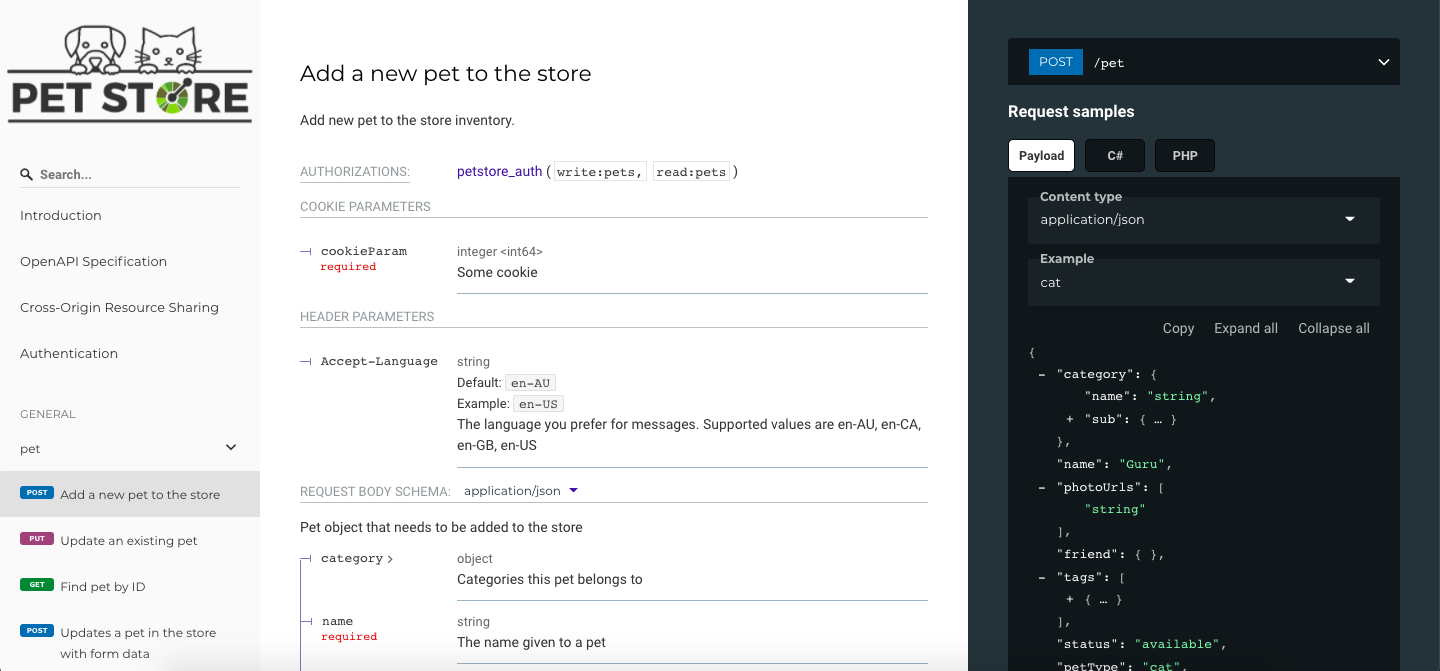 PET STORE
Search...
Introduction
OpenAPI Specification
Cross-Origin Resource Sharing
Authentication
GENERAL
pet
POST Add a new pet to the store
PUT Update an existing pet
GET Find pet by ID
POST Updates a pet in the store
with form data
Add a new pet to the store
Add new pet to the store inventory.
AUTHORIZATIONS: petstore_auth ( write:pets, read:pets )
COOKIE PARAMETERS
cookieParam integer <int64>
required Some cookie
HEADER PARAMETERS
Accept-Language string
Default: en-AU
Example: en-US
The language you prefer for messages. Supported values are en-AU, en-CA,
en-GB, en-US
REQUEST BODY SCHEMA: application/json
Pet object that needs to be added to the store
category > object
Categories this pet belongs to
name string
required The name given to a pet
POST /pet
Request samples
Payload C# PHP
Content type
application/json
Example
cat
Copy Expand all Collapse all
{
- "category": {
"name": "string",
+ "sub": { … }
},
"name": "Guru",
- "photoUrls": [
"string"
],
"friend": { },
- "tags": [
+ { … }
],
"status": "available",
"petType": "cat",